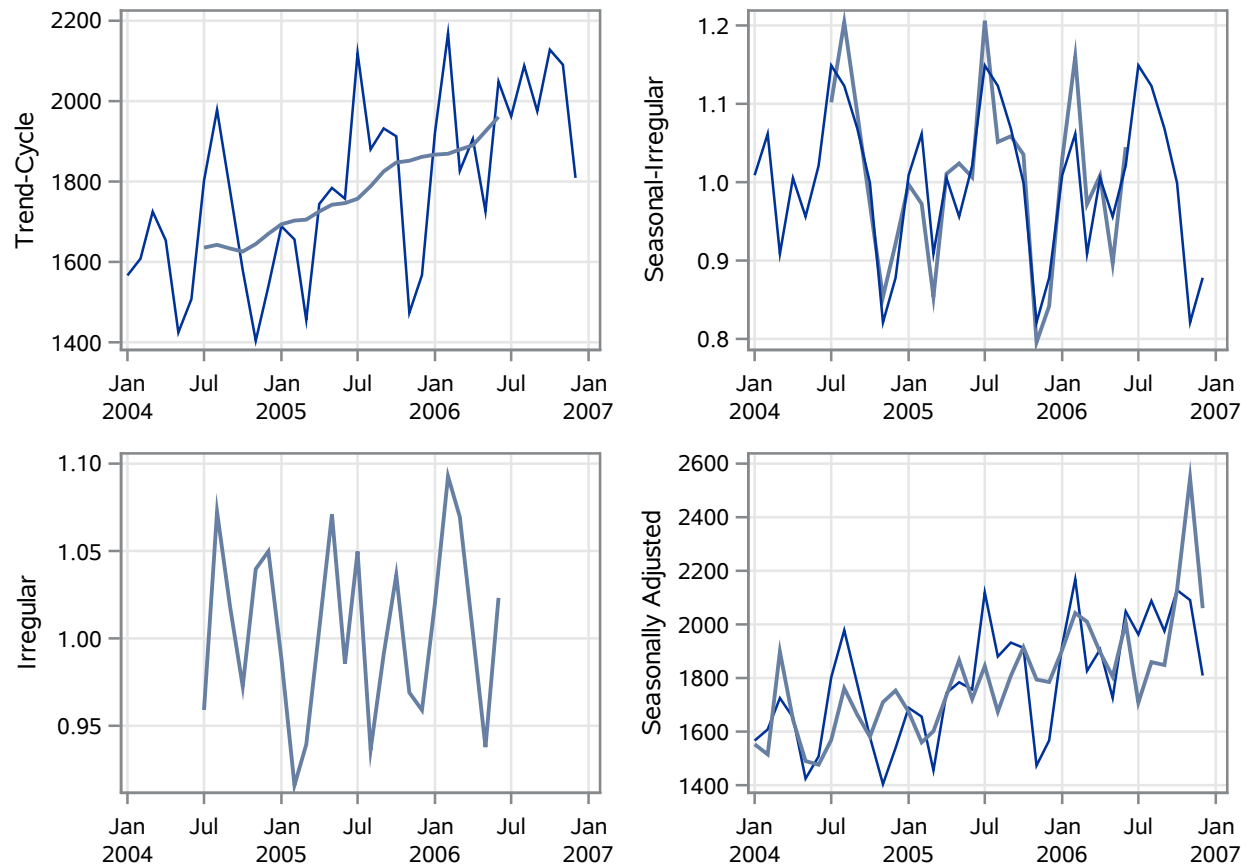 Trend-Cycle
2200
2000
1800
1600
1400
Jan Jul Jan Jul Jan Jul Jan
2004 2005 2006 2007
Seasonal-Irregular
1.2
1.1
1.0
0.9
0.8
Jan Jul Jan Jul Jan Jul Jan
2004 2005 2006 2007
Irregular
1.10
1.05
1.00
0.95
Jan Jul Jan Jul Jan Jul Jan
2004 2005 2006 2007
Seasonally Adjusted
2600
2400
2200
2000
1800
1600
1400
Jan Jul Jan Jul Jan Jul Jan
2004 2005 2006 2007